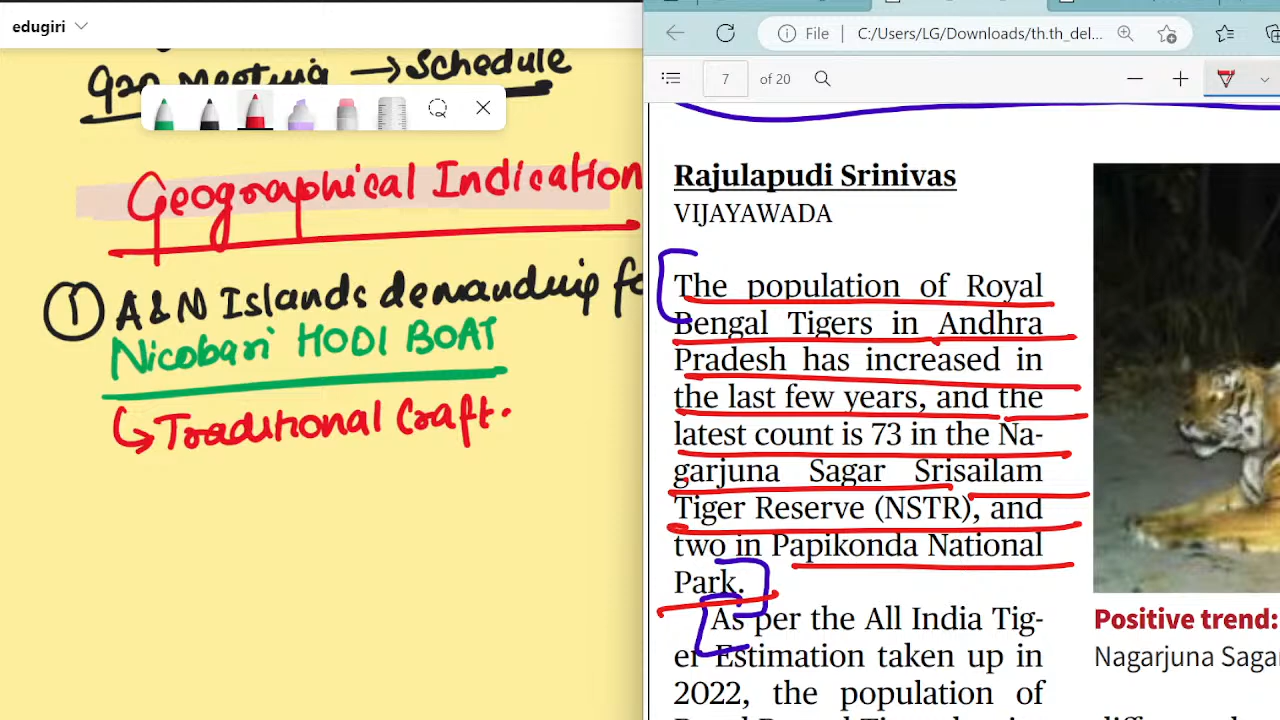 edugiri
G20 meeting → Schedule
Geographical Indication
① A&N Islands demanding fo
Nicobari HODI BOAT
↳ Traditional Craft.
File
C:/Users/LG/Downloads/th.th_del...
7 of 20
Rajulapudi Srinivas
VIJAYAWADA
The population of Royal
Bengal Tigers in Andhra
Pradesh has increased in
the last few years, and the
latest count is 73 in the Na-
garjuna Sagar Srisailam
Tiger Reserve (NSTR), and
two in Papikonda National
Park.
As per the All India Tig-
er Estimation taken up in
2022, the population of
Positive trend:
Nagarjuna Sagar